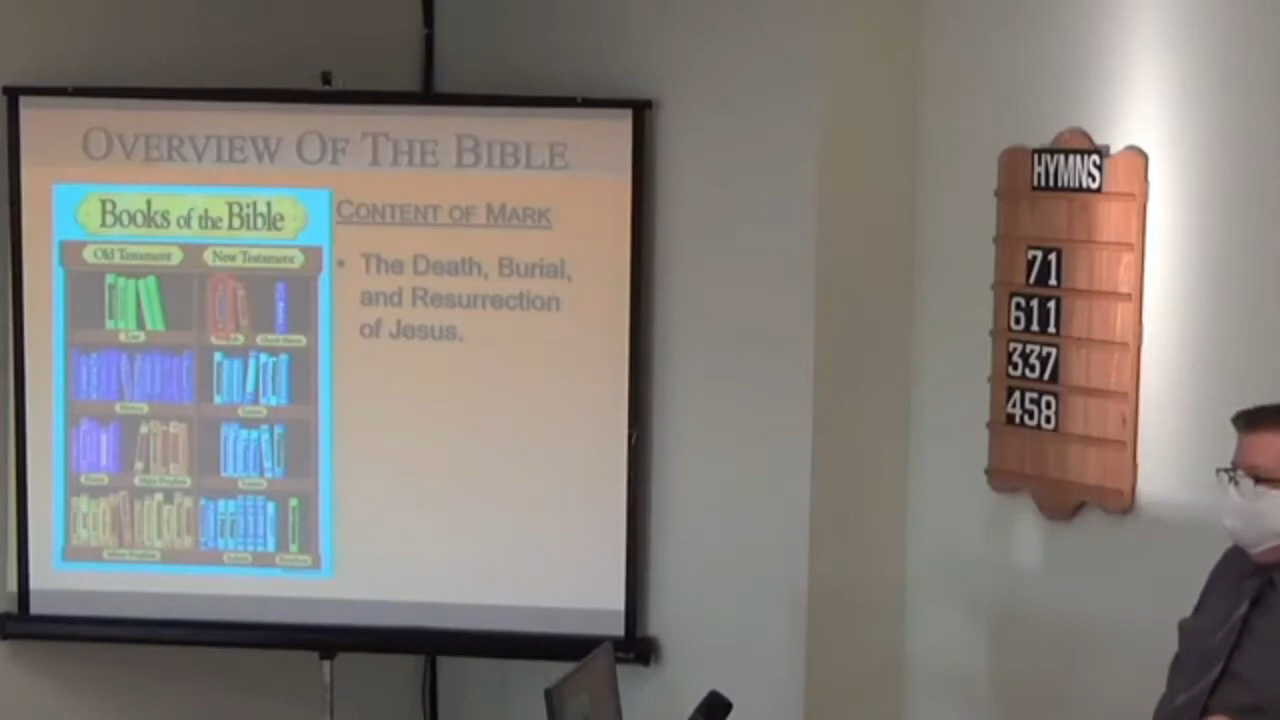 OVERVIEW OF THE BIBLE
Books of the Bible
Old Testament
New Testament
CONTENT OF MARK
• The Death, Burial,
and Resurrection
of Jesus.
HYMNS
71
611
337
458